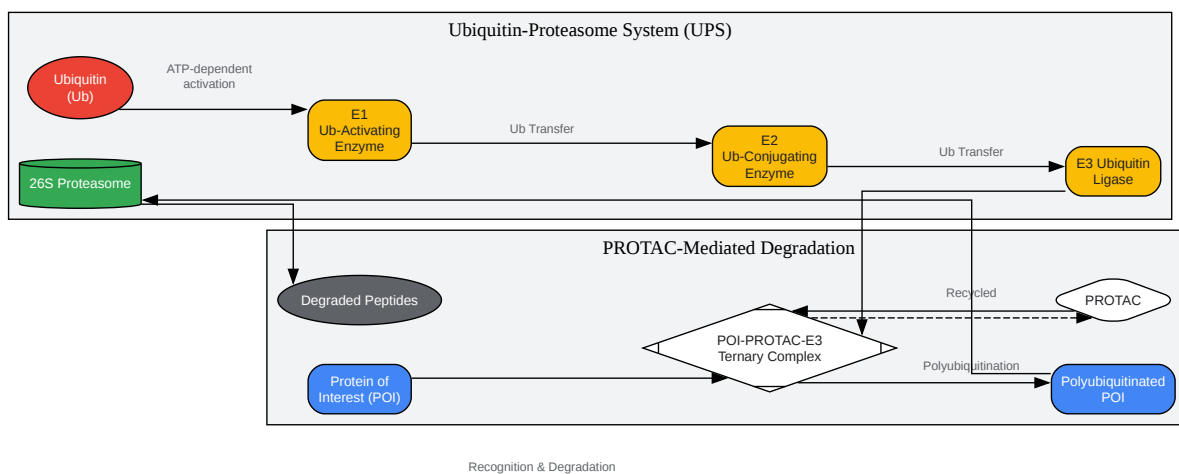 Ubiquitin-Proteasome System (UPS)
Ubiquitin
(Ub)
ATP-dependent
activation
E1
Ub-Activating
Enzyme
Ub Transfer
E2
Ub-Conjugating
Enzyme
Ub Transfer
E3 Ubiquitin
Ligase
26S Proteasome
PROTAC-Mediated Degradation
Degraded Peptides
Recycled
PROTAC
POI-PROTAC-E3
Ternary Complex
Protein of
Interest (POI)
Polyubiquitination
Polyubiquitinated
POI
Recognition & Degradation